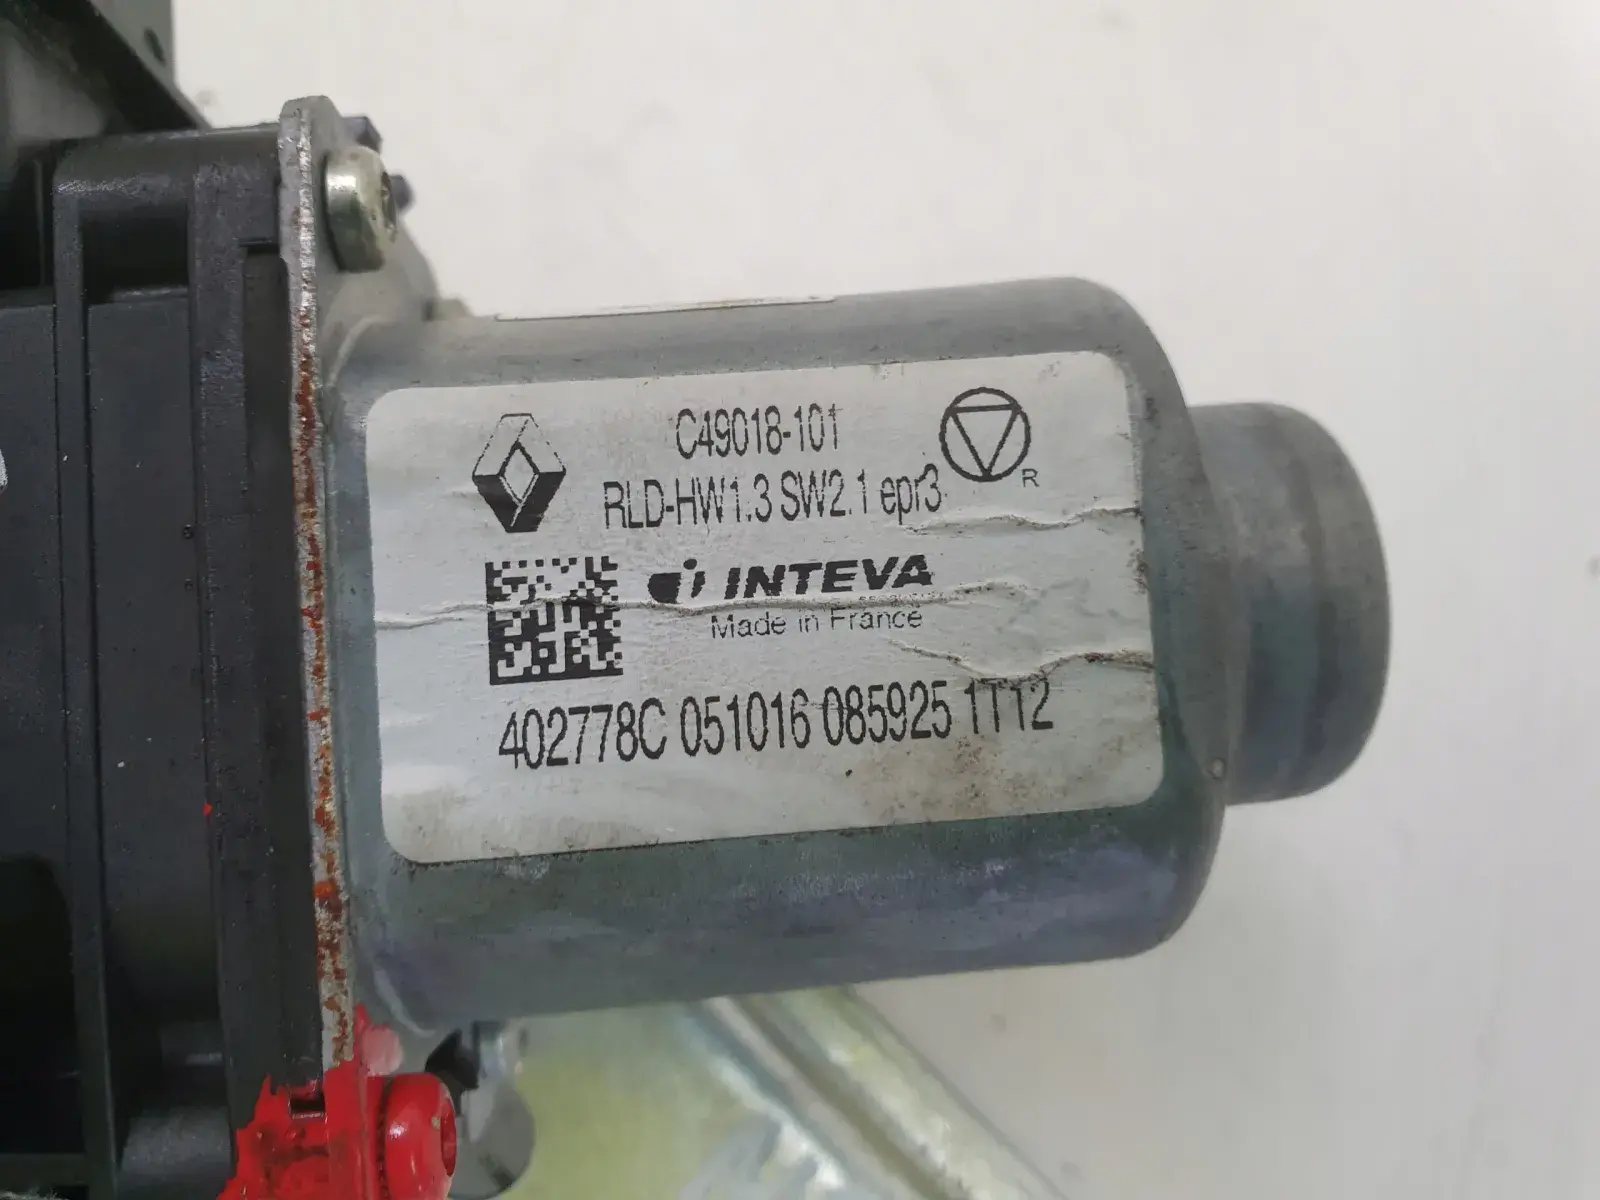 C49018-101
RLD-HW1.3 SW2.1 epr3
R
INTEVA
Made in France
402778C 051016 085925 1T12